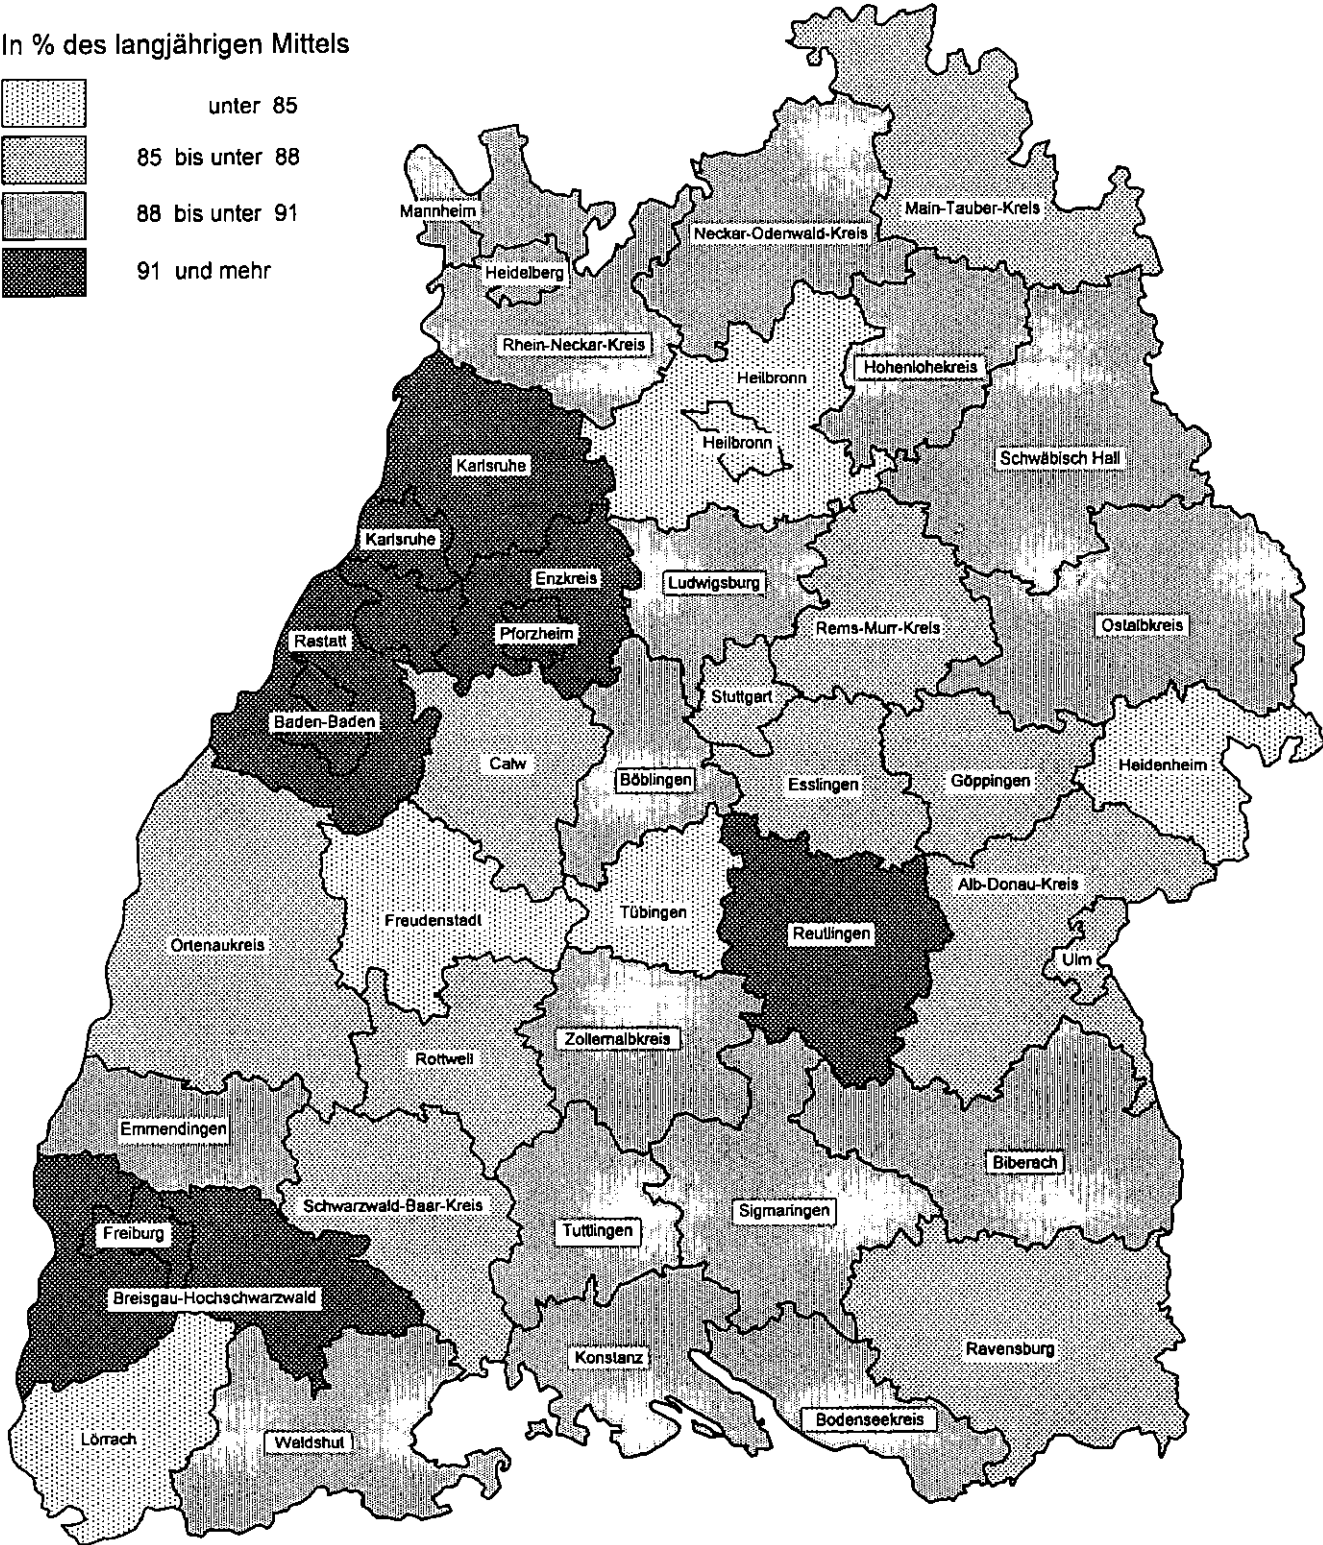 In % des langjährigen Mittels
unter 85
85 bis unter 88
88 bis unter 91
91 und mehr
Mannheim
Main-Tauber-Kreis
Neckar-Odenwald-Kreis
Heidelberg
Rhein-Neckar-Kreis
Hohenlohekreis
Heilbronn
Heilbronn
Schwäbisch Hall
Karlsruhe
Karlsruhe
Enzkreis
Ludwigsburg
Pforzheim
Rems-Murr-Kreis
Ostalbkreis
Rastatt
Stuttgart
Baden-Baden
Calw
Böblingen
Esslingen
Göppingen
Heidenheim
Alb-Donau-Kreis
Freudenstadt
Tübingen
Reutlingen
Ortenaukreis
Ulm
Rottweil
Zollernalbkreis
Emmendingen
Biberach
Schwarzwald-Baar-Kreis
Sigmaringen
Tuttlingen
Freiburg
Breisgau-Hochschwarzwald
Konstanz
Ravensburg
Bodenseekreis
Lörrach
Waldshut